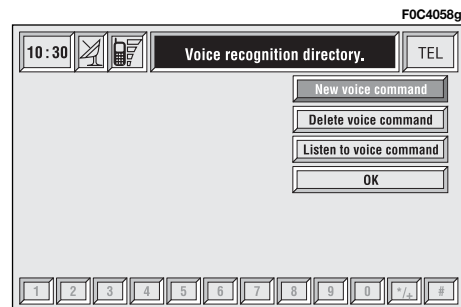 F0C4058g
10:30 Voice recognition directory. TEL
New voice command
Delete voice command
Listen to voice command
OK
1 2 3 4 5 6 7 8 9 0 */+ #